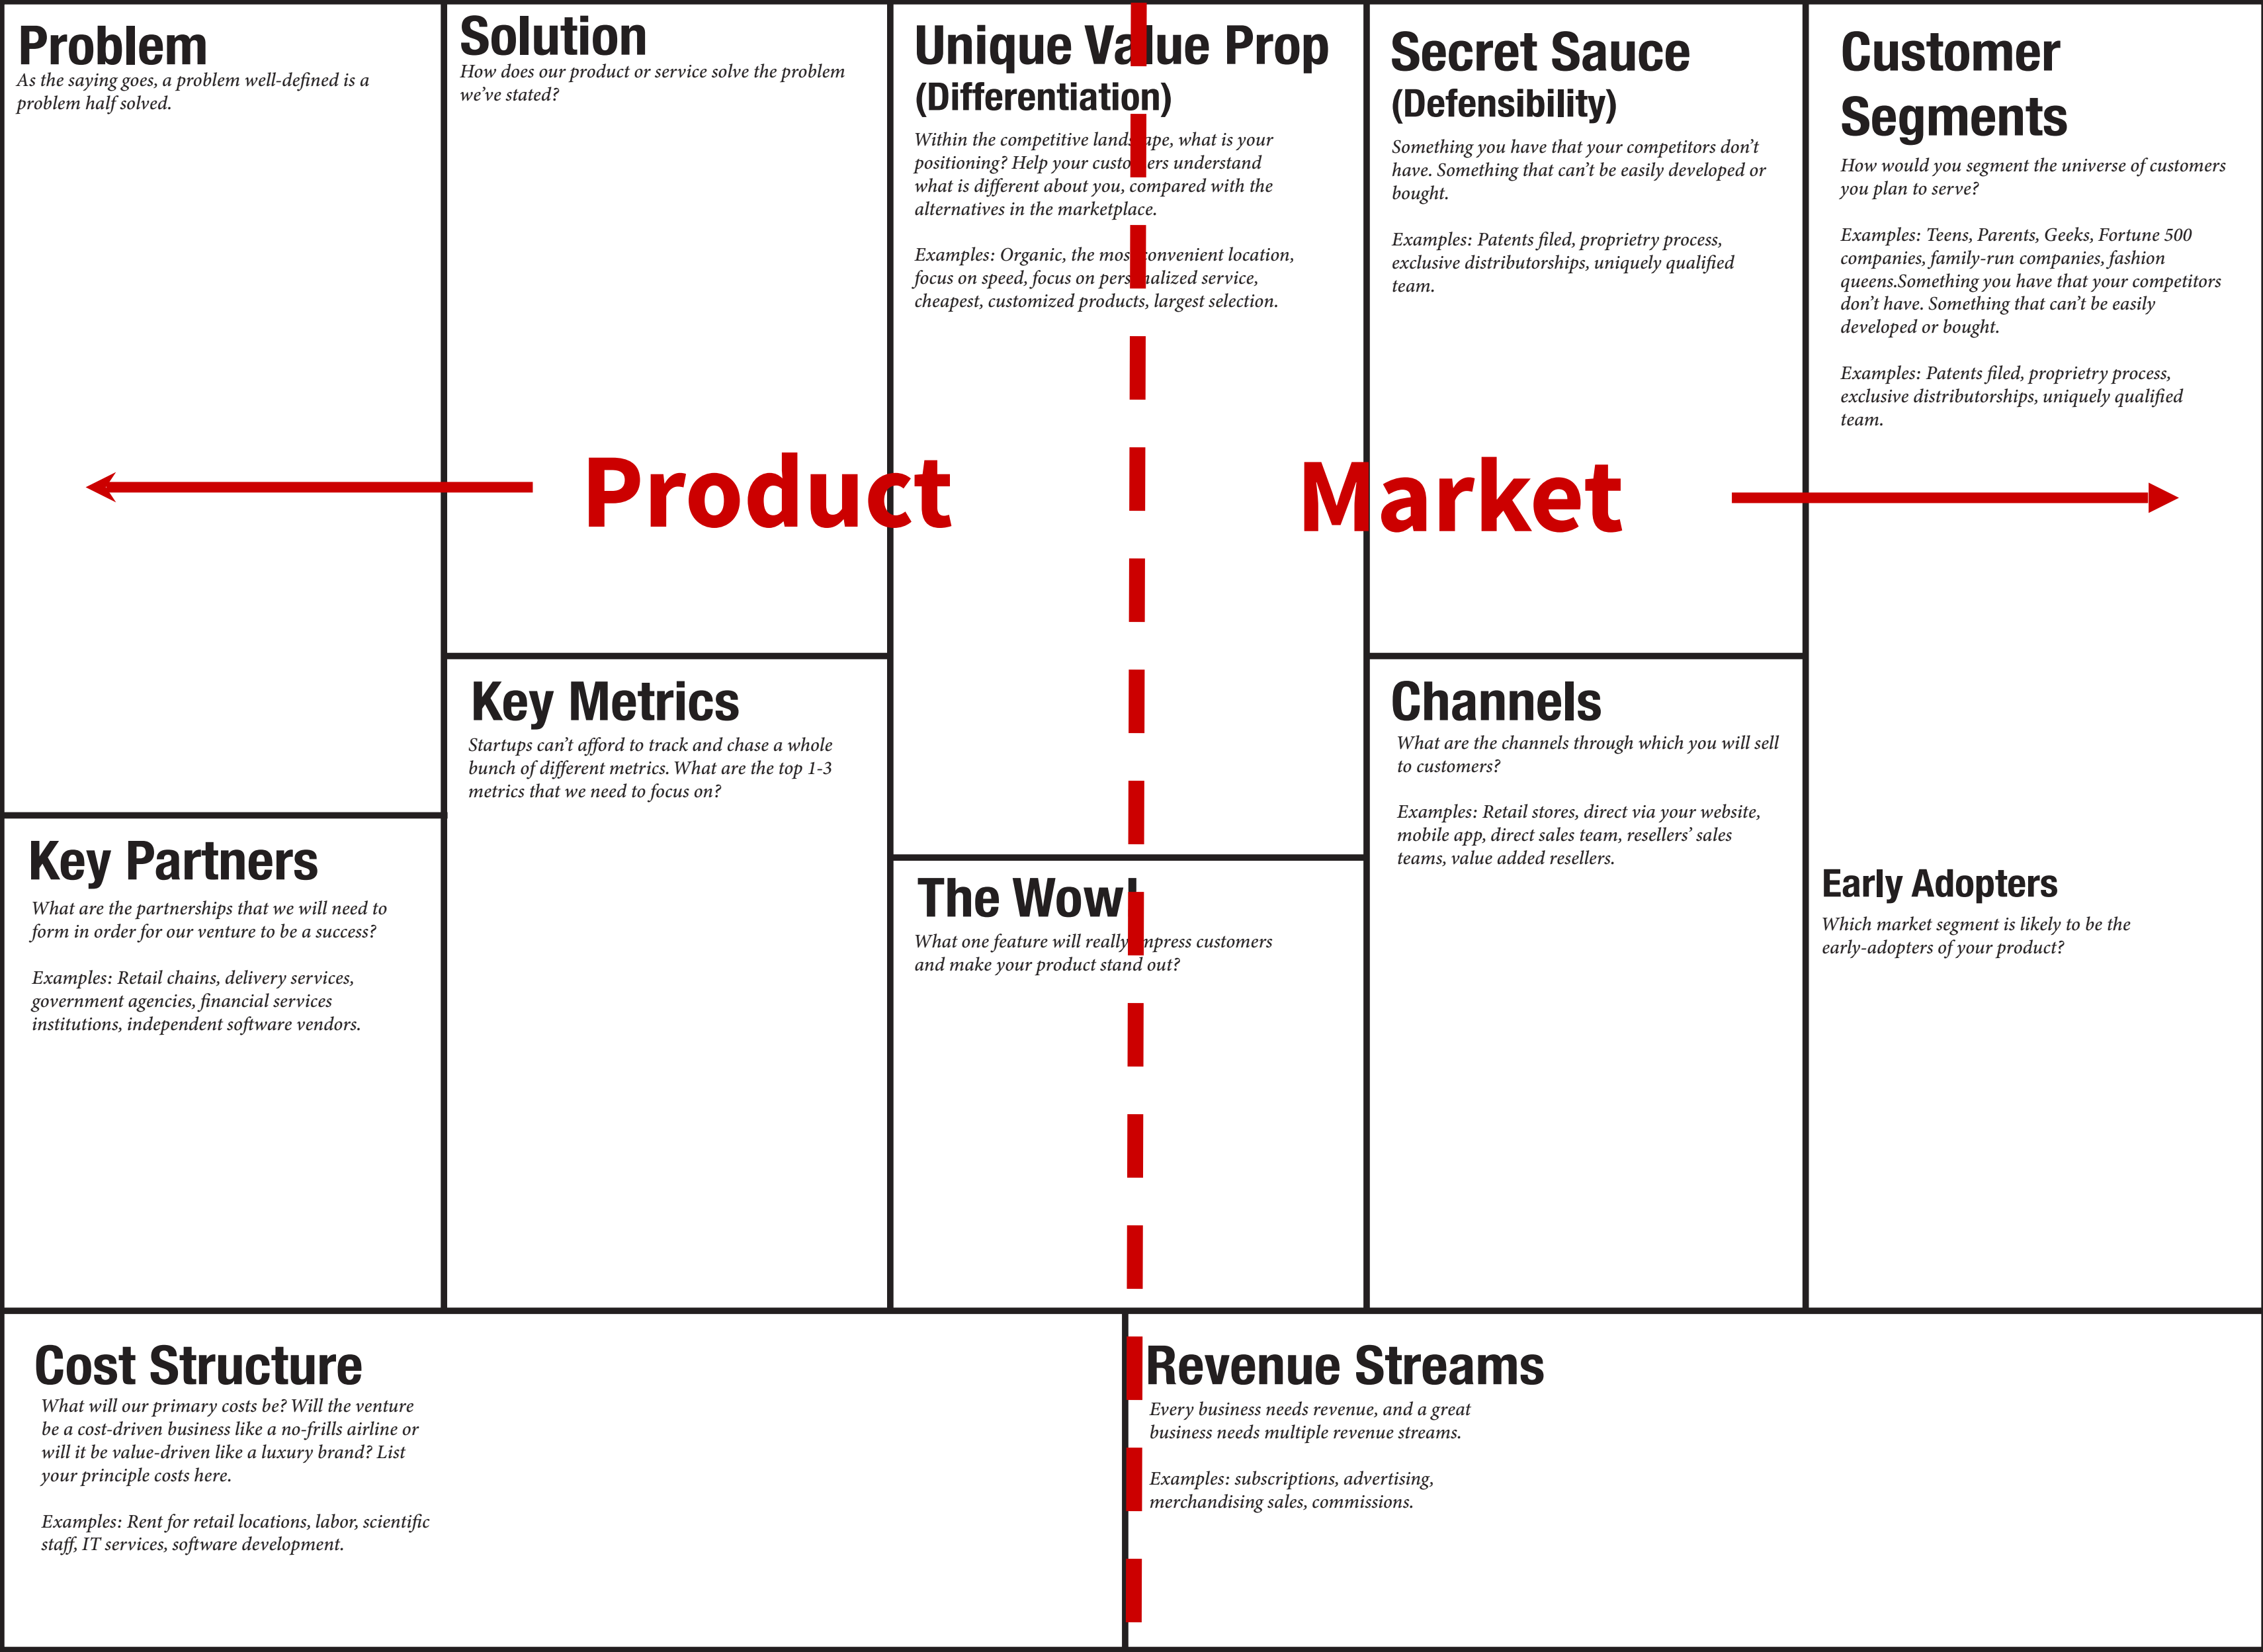 Problem
As the saying goes, a problem well-defined is a
problem half solved.
Solution
How does our product or service solve the problem
we've stated?
Unique Value Prop
(Differentiation)
Within the competitive landscape, what is your
positioning? Help your customers understand
what is different about you, compared with the
alternatives in the marketplace.
Examples: Organic, the most convenient location,
focus on speed, focus on personalized service,
cheapest, customized products, largest selection.
Secret Sauce
(Defensibility)
Something you have that your competitors don't
have. Something that can't be easily developed or
bought.
Examples: Patents filed, proprietry process,
exclusive distributorships, uniquely qualified
team.
Customer
Segments
How would you segment the universe of customers
you plan to serve?
Examples: Teens, Parents, Geeks, Fortune 500
companies, family-run companies, fashion
queens.Something you have that your competitors
don't have. Something that can't be easily
developed or bought.
Examples: Patents filed, proprietry process,
exclusive distributorships, uniquely qualified
team.
Product
Market
Key Metrics
Startups can't afford to track and chase a whole
bunch of different metrics. What are the top 1-3
metrics that we need to focus on?
Channels
What are the channels through which you will sell
to customers?
Examples: Retail stores, direct via your website,
mobile app, direct sales team, resellers' sales
teams, value added resellers.
Key Partners
What are the partnerships that we will need to
form in order for our venture to be a success?
Examples: Retail chains, delivery services,
government agencies, financial services
institutions, independent software vendors.
The Wow!
What one feature will really impress customers
and make your product stand out?
Early Adopters
Which market segment is likely to be the
early-adopters of your product?
Cost Structure
What will our primary costs be? Will the venture
be a cost-driven business like a no-frills airline or
will it be value-driven like a luxury brand? List
your principle costs here.
Examples: Rent for retail locations, labor, scientific
staff, IT services, software development.
Revenue Streams
Every business needs revenue, and a great
business needs multiple revenue streams.
Examples: subscriptions, advertising,
merchandising sales, commissions.